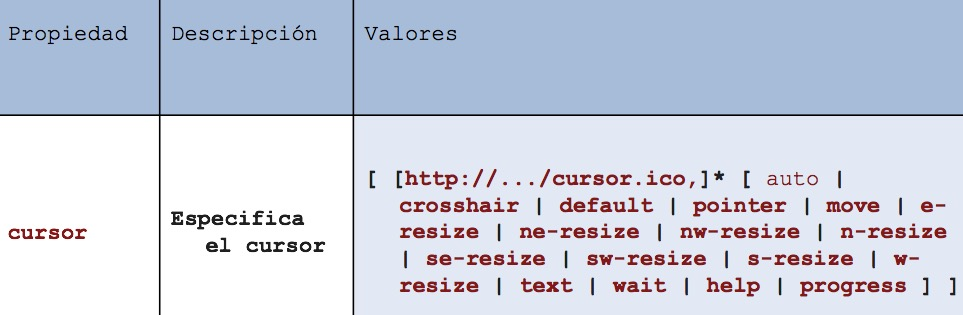 Propiedad Descripción Valores
cursor
Especifica
el cursor
[ [http://.../cursor.ico,]* [ auto |
crosshair | default | pointer | move | e-
resize | ne-resize | nw-resize | n-resize
| se-resize | sw-resize | s-resize | w-
resize | text | wait | help | progress ] ]